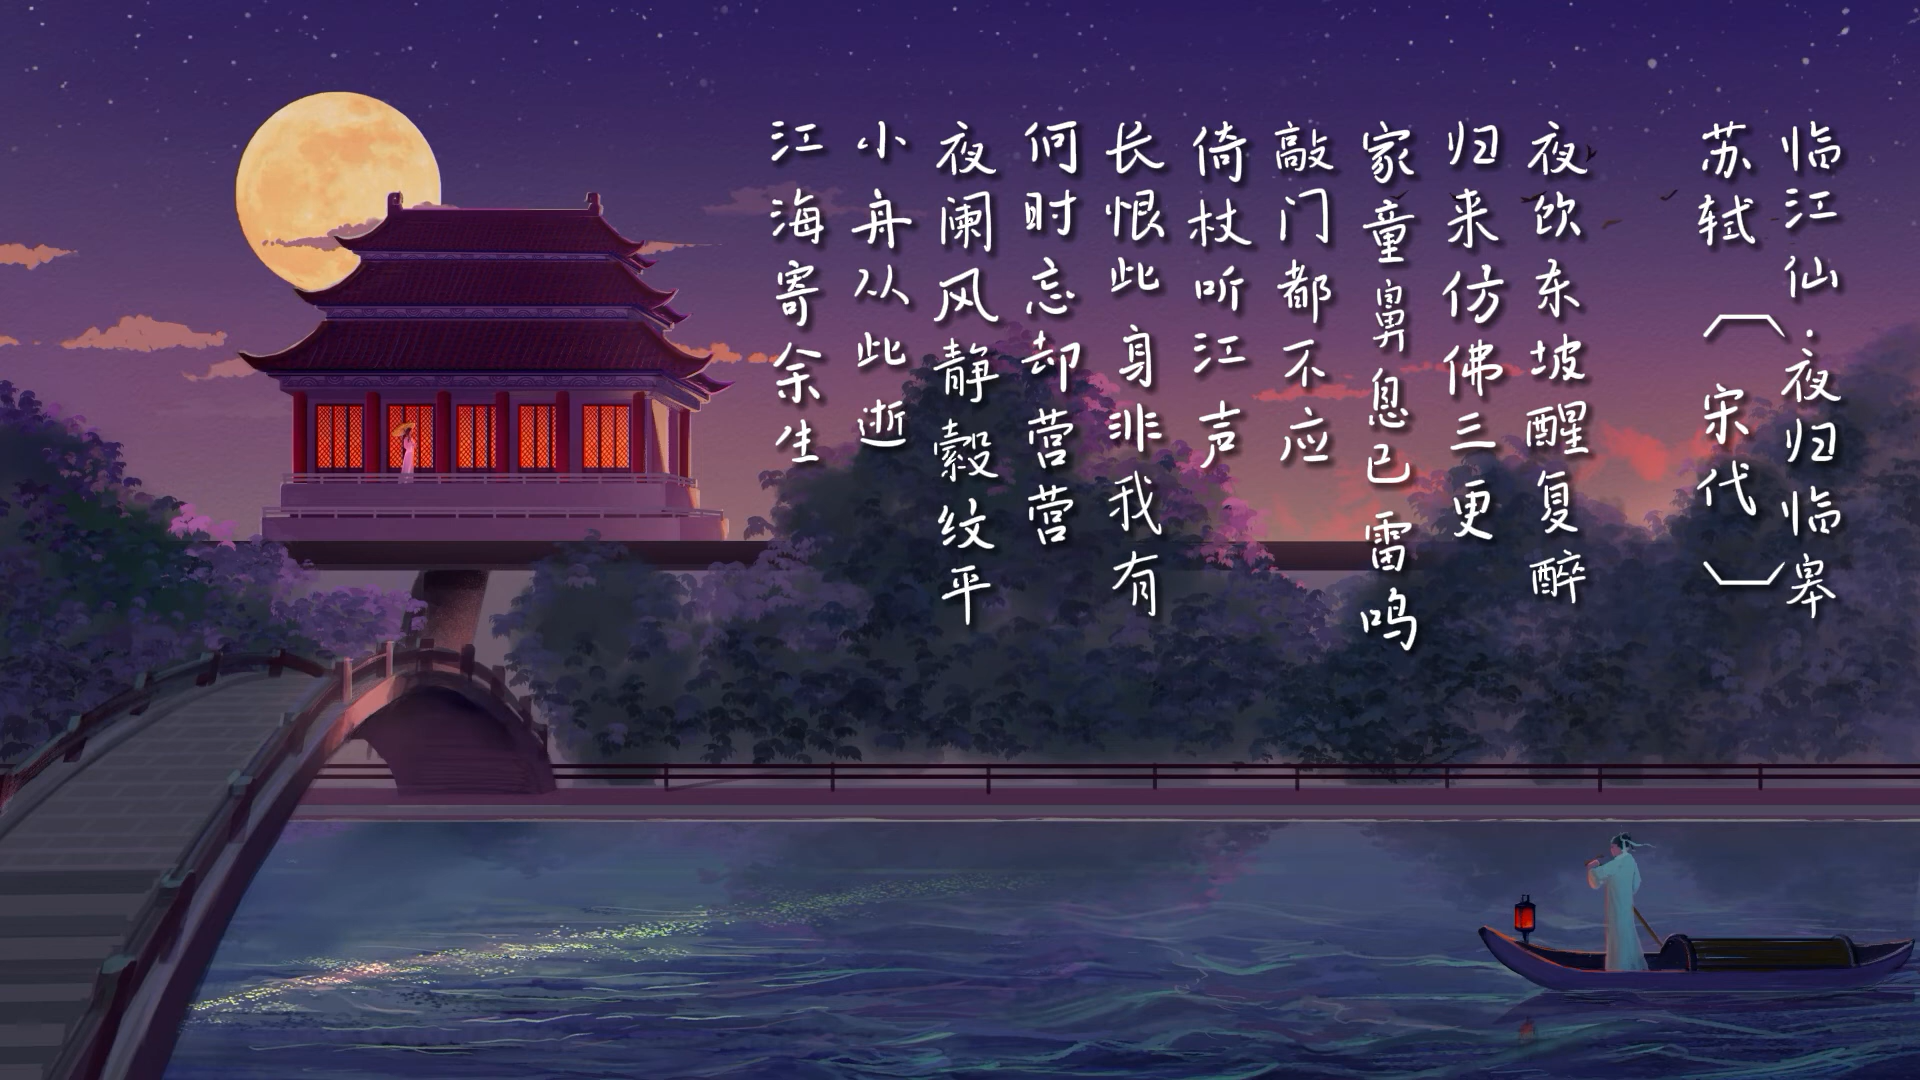 临江仙·夜归临皋
苏轼〔宋代〕
夜饮东坡醒复醉
归来仿佛三更
家童鼻息已雷鸣
敲门都不应
倚杖听江声
长恨此身非我有
何时忘却营营
夜阑风静縠纹平
小舟从此逝
江海寄余生